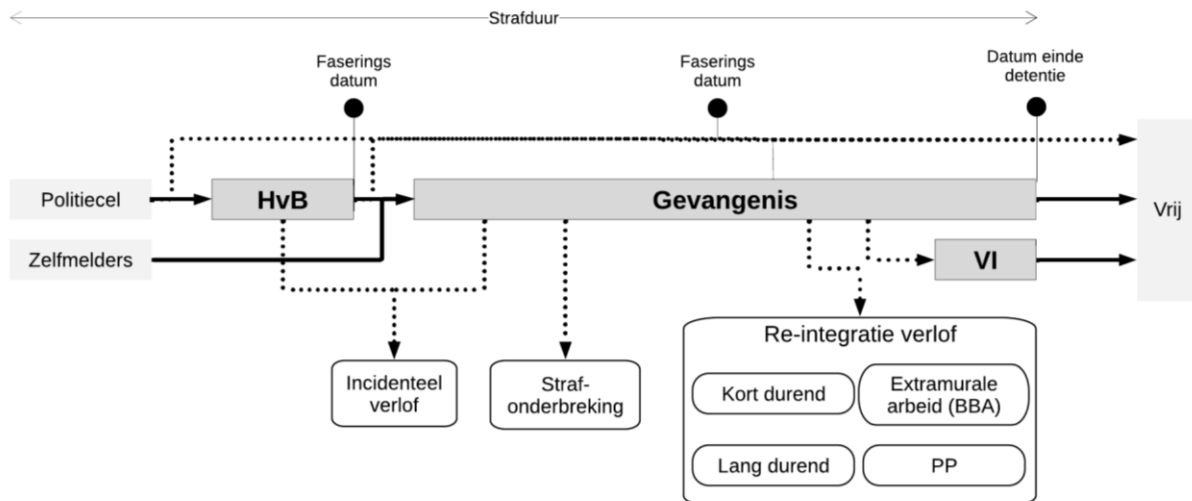 Strafduur
Faserings
datum
Faserings
datum
Datum einde
detentie
Politiecel
HvB
Gevangenis
Vrij
Zelfmelders
VI
Re-integratie verlof
Incidenteel
verlof
Straf-
onderbreking
Kort durend
Extramurale
arbeid (BBA)
Lang durend
PP